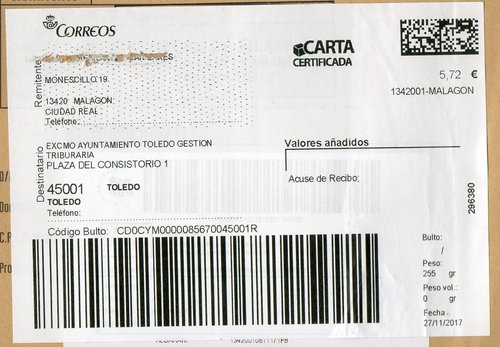 CORREOS
CARTA
CERTIFICADA
5,72 €
1342001-MALAGON
Remitente
MONESCILLO 19.
13420 MALAGON
CIUDAD REAL
Teléfono:
Destinatario
EXCMO AYUNTAMIENTO TOLEDO GESTION
TRIBURARIA
PLAZA DEL CONSISTORIO 1
45001 TOLEDO
TOLEDO
Teléfono:
Valores añadidos
Acuse de Recibo;
296380
Código Bulto: CD0CYM0000085670045001R
Bulto:
/
Peso:
255 gr
Peso vol.:
0 gr
Fecha
27/11/2017